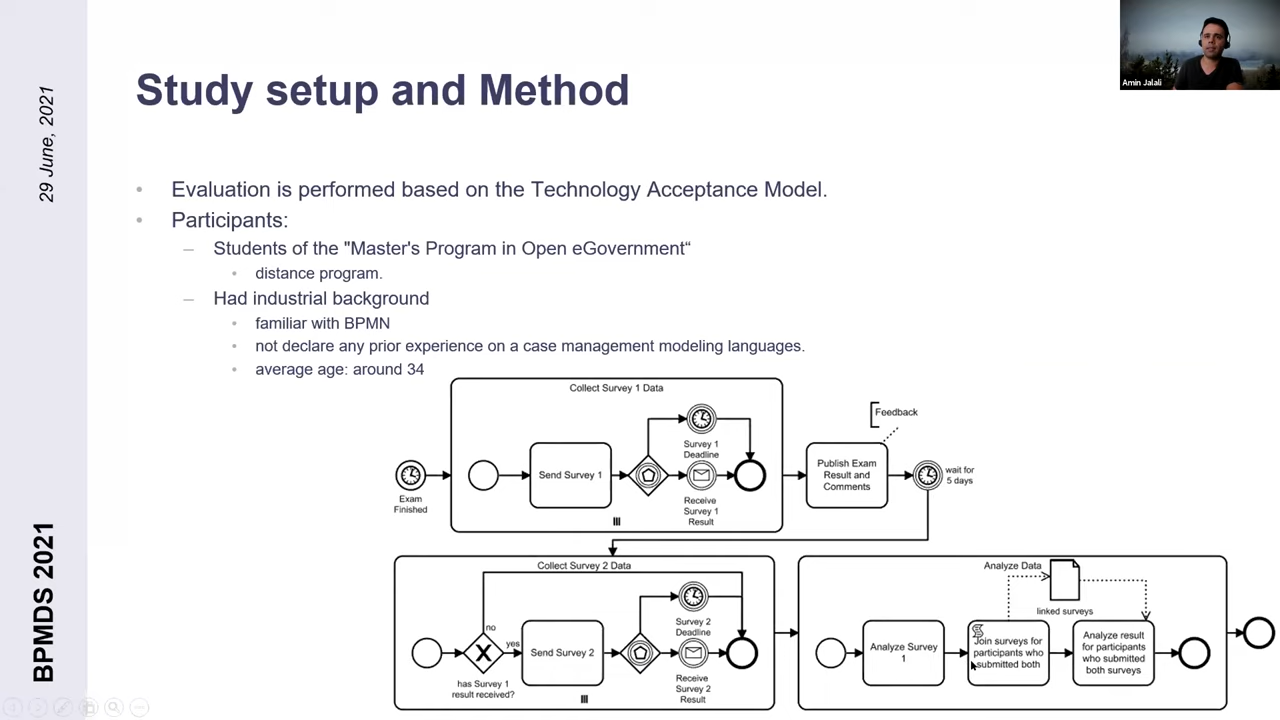 Amin Jalali
29 June, 2021
BPMDS 2021
Study setup and Method
• Evaluation is performed based on the Technology Acceptance Model.
• Participants:
– Students of the "Master's Program in Open eGovernment“
• distance program.
– Had industrial background
• familiar with BPMN
• not declare any prior experience on a case management modeling languages.
• average age: around 34
Exam
Finished
Collect Survey 1 Data
Send Survey 1
Survey 1
Deadline
Receive
Survey 1
Result
Publish Exam
Result and
Comments
Feedback
wait for
5 days
Collect Survey 2 Data
no
yes
X
has Survey 1
result received?
Send Survey 2
Survey 2
Deadline
Receive
Survey 2
Result
Analyze Data
Analyze Survey
1
Join surveys for
participants who
submitted both
linked surveys
Analyze result
for participants
who submitted
both surveys